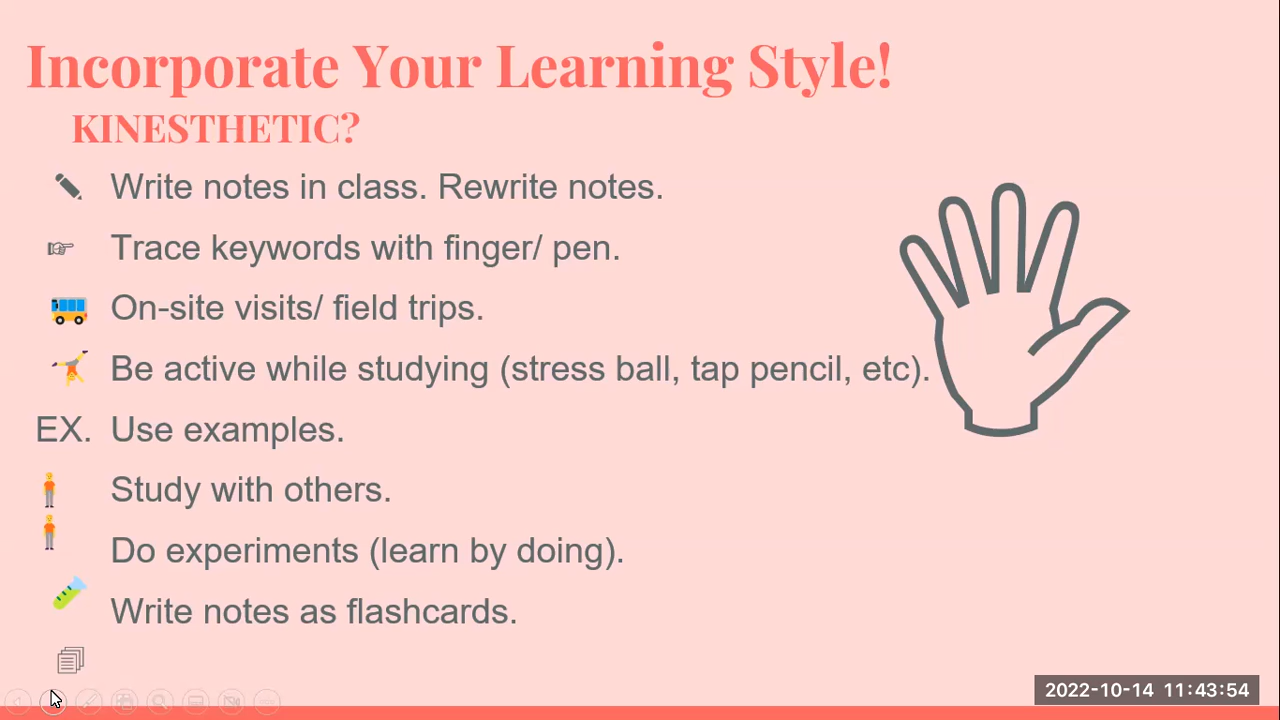 Incorporate Your Learning Style!
KINESTHETIC?
Write notes in class. Rewrite notes.
Trace keywords with finger/ pen.
On-site visits/ field trips.
Be active while studying (stress ball, tap pencil, etc).
EX. Use examples.
Study with others.
Do experiments (learn by doing).
Write notes as flashcards.
2022-10-14 11:43:54